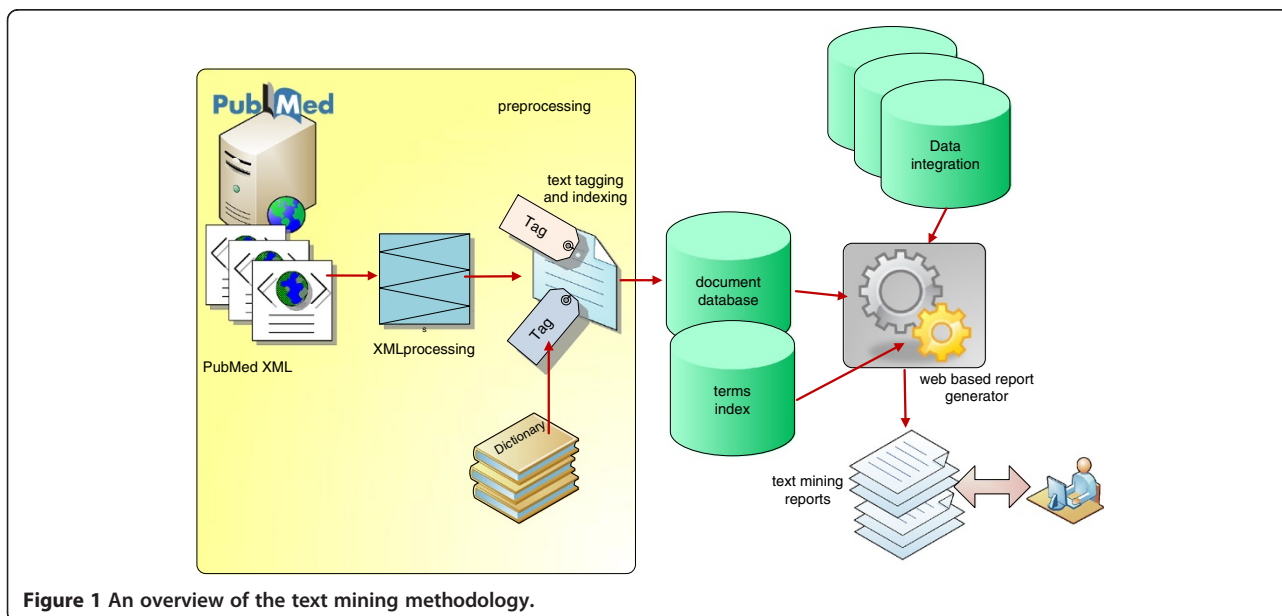 PubMed
preprocessing
Data
integration
text tagging
and indexing
Tag
document
database
Tag
s
XMLprocessing
PubMed XML
web based report
generator
terms
index
Dictionary
text mining
reports
Figure 1 An overview of the text mining methodology.